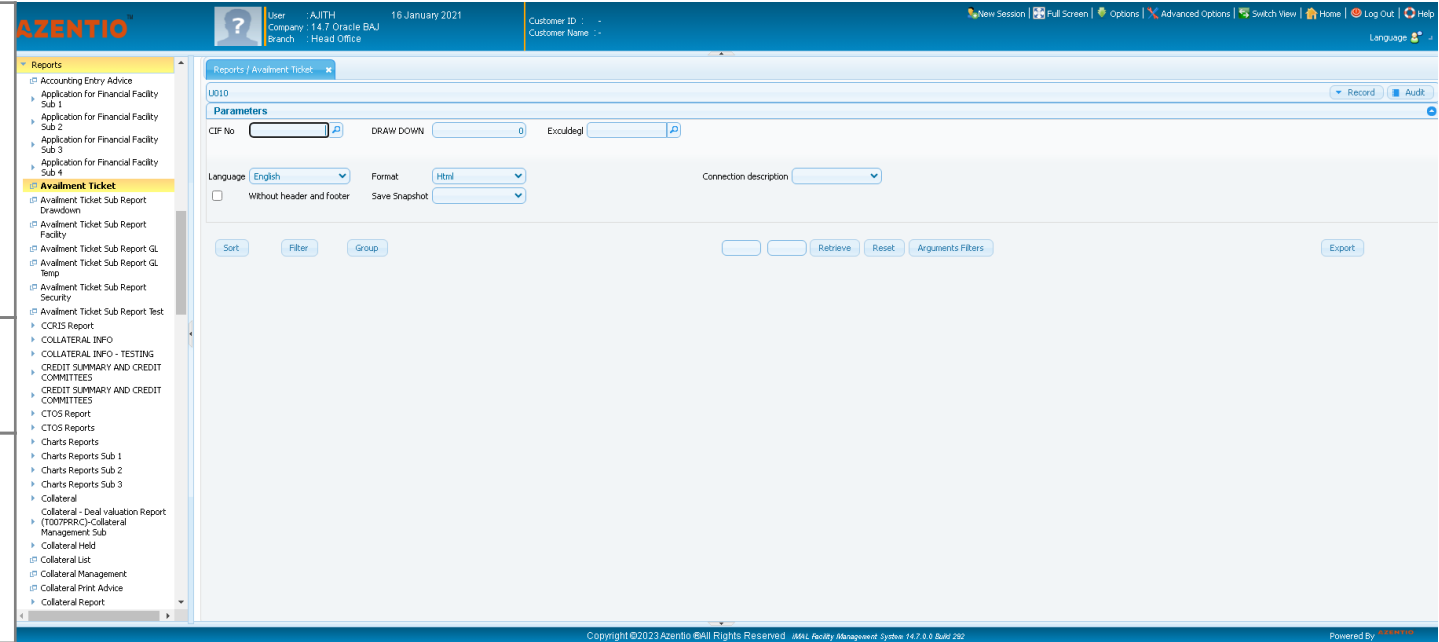 AZENTIO™
User : AJITH 16 January 2021
Company : 14.7 Oracle BAJ
Branch : Head Office
Customer ID : -
Customer Name : -
New Session | Full Screen | Options | Advanced Options | Switch View | Home | Log Out | Help
Language
Reports
Accounting Entry Advice
Application for Financial Facility
Sub 1
Application for Financial Facility
Sub 2
Application for Financial Facility
Sub 3
Application for Financial Facility
Sub 4
Availment Ticket
Availment Ticket Sub Report
Drawdown
Availment Ticket Sub Report
Facility
Availment Ticket Sub Report GL
Availment Ticket Sub Report GL
Temp
Availment Ticket Sub Report
Security
Availment Ticket Sub Report Test
CCRIS Report
COLLATERAL INFO
COLLATERAL INFO - TESTING
CREDIT SUMMARY AND CREDIT
COMMITTEES
CREDIT SUMMARY AND CREDIT
COMMITTEES
CTOS Report
CTOS Reports
Charts Reports
Charts Reports Sub 1
Charts Reports Sub 2
Charts Reports Sub 3
Collateral
Collateral - Deal valuation Report
(T007PRRC)-Collateral
Management Sub
Collateral Held
Collateral List
Collateral Management
Collateral Print Advice
Collateral Report
Reports / Availment Ticket
U010 Record Audit
Parameters
CIF No DRAW DOWN 0 Exculdegl
Language English Format Html Connection description
Without header and footer Save Snapshot
Sort Filter Group Retrieve Reset Arguments Filters Export
Copyright ©2023 Azentio ®All Rights Reserved iMAL Facility Management System 14.7.0.0 Build 292
Powered By AZENTIO